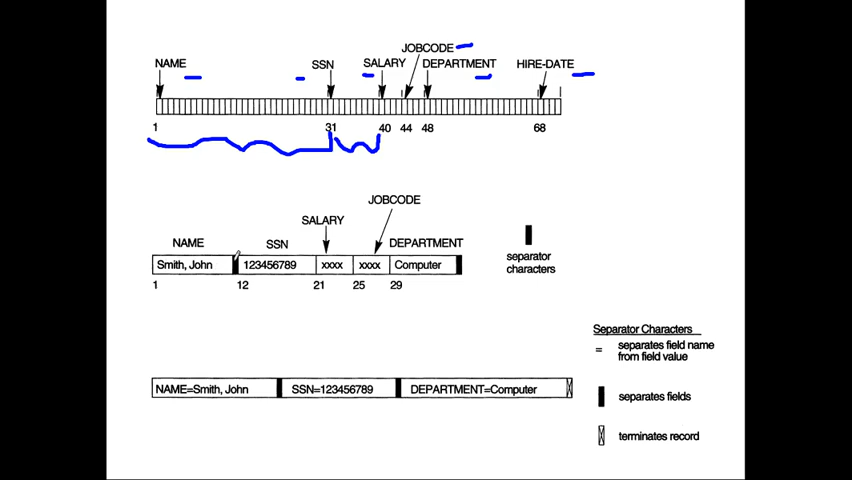 JOBCODE
NAME SSN SALARY DEPARTMENT HIRE-DATE
1 31 40 44 48 68
JOBCODE
SALARY
NAME SSN DEPARTMENT
Smith, John 123456789 xxxx xxxx Computer
1 12 21 25 29
separator
characters
Separator Characters
= separates field name
from field value
NAME=Smith, John SSN=123456789 DEPARTMENT=Computer
separates fields
terminates record